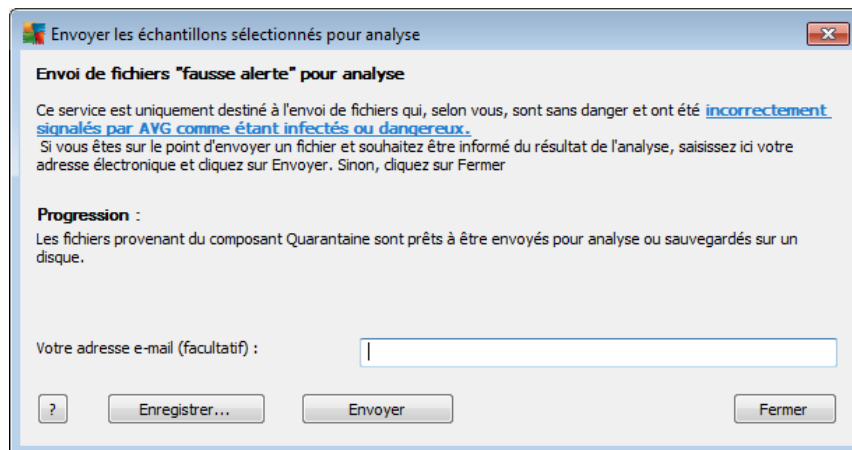 Envoyer les échantillons sélectionnés pour analyse
Envoi de fichiers "fausse alerte" pour analyse
Ce service est uniquement destiné à l'envoi de fichiers qui, selon vous, sont sans danger et ont été incorrectement
signalés par AVG comme étant infectés ou dangereux.
Si vous êtes sur le point d'envoyer un fichier et souhaitez être informé du résultat de l'analyse, saisissez ici votre
adresse électronique et cliquez sur Envoyer. Sinon, cliquez sur Fermer
Progression :
Les fichiers provenant du composant Quarantaine sont prêts à être envoyés pour analyse ou sauvegardés sur un
disque.
Votre adresse e-mail (facultatif) :
? Enregistrer... Envoyer Fermer